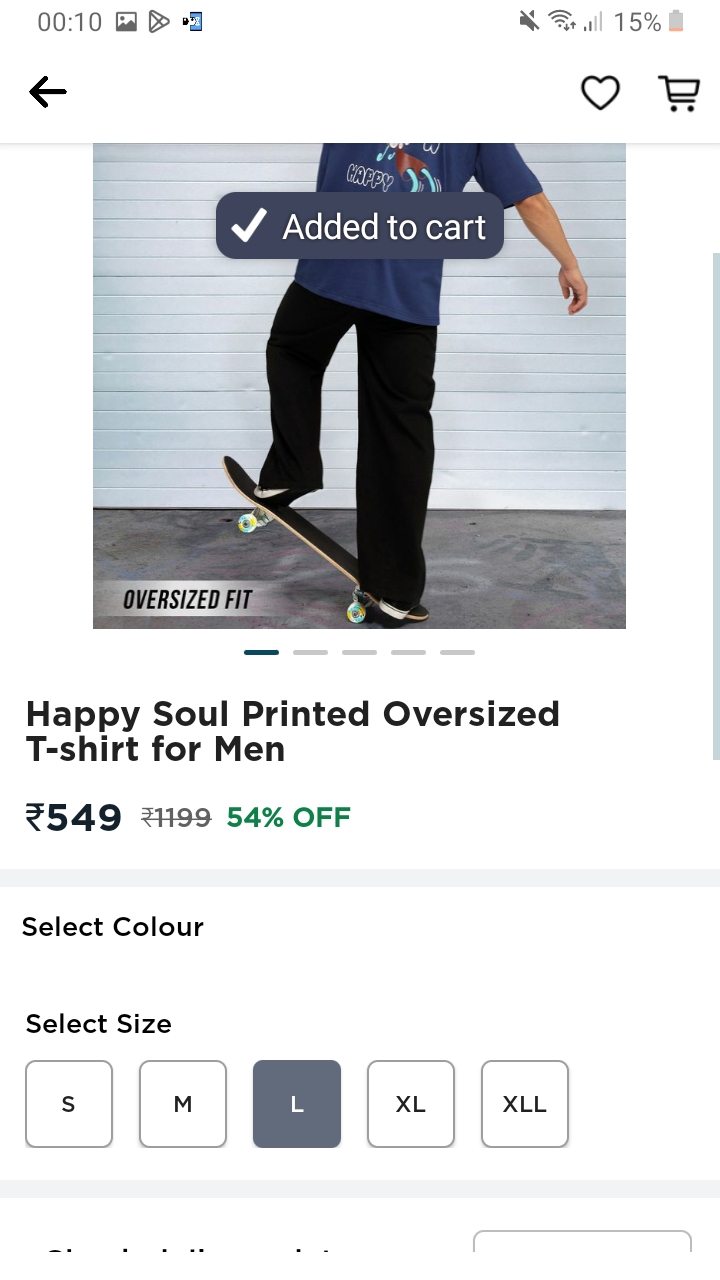 00:10
15%
HAPPY
✓ Added to cart
OVERSIZED FIT
Happy Soul Printed Oversized
T-shirt for Men
₹549 ₹1199 54% OFF
Select Colour
Select Size
S M L XL XLL